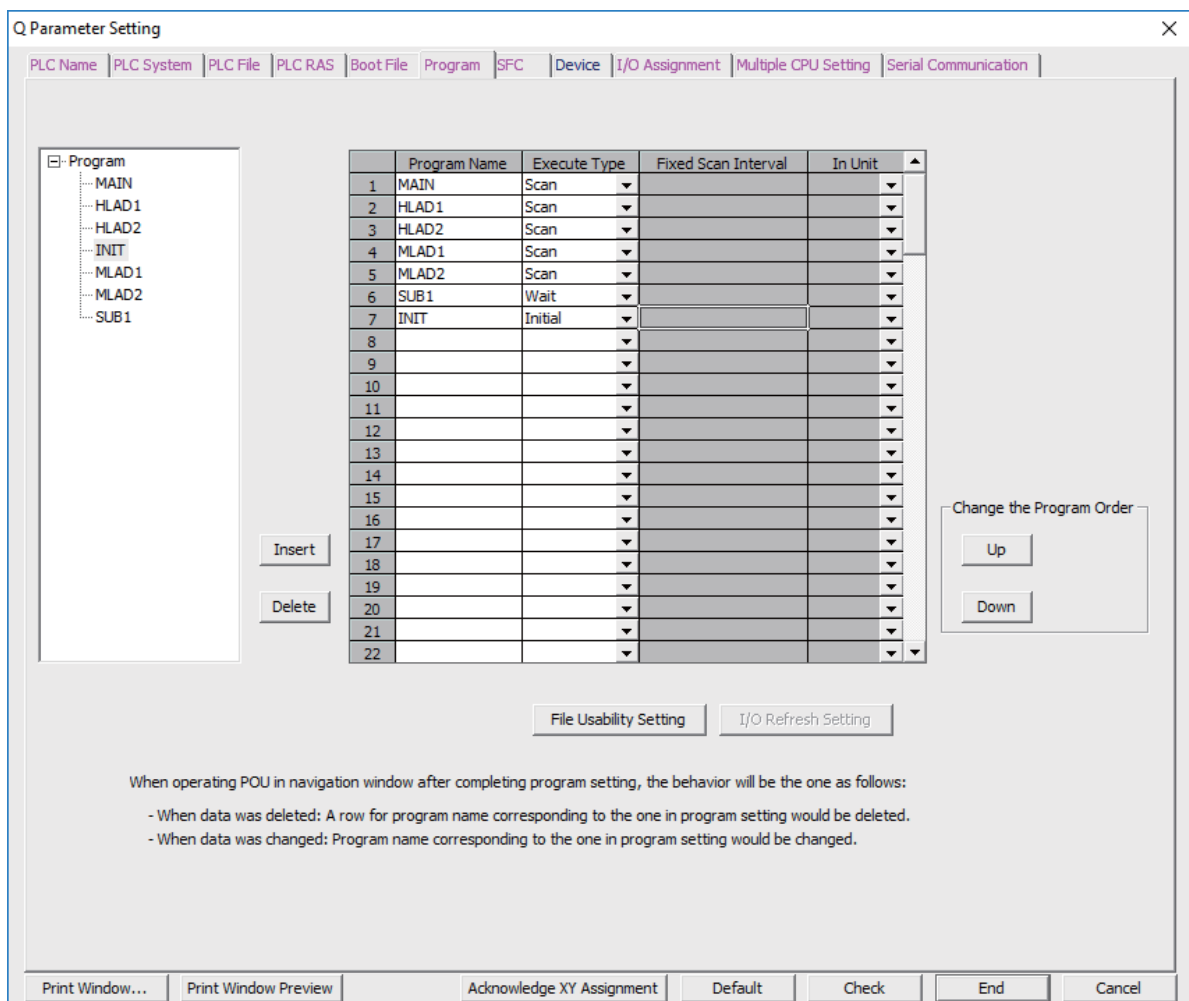 Q Parameter Setting
PLC Name PLC System PLC File PLC RAS Boot File Program SFC Device I/O Assignment Multiple CPU Setting Serial Communication
Program
MAIN
HLAD1
HLAD2
INIT
MLAD1
MLAD2
SUB1
Program Name Execute Type Fixed Scan Interval In Unit
1 MAIN Scan
2 HLAD1 Scan
3 HLAD2 Scan
4 MLAD1 Scan
5 MLAD2 Scan
6 SUB1 Wait
7 INIT Initial
8
9
10
11
12
13
14
15
16
17
18
19
20
21
22
Insert
Delete
Change the Program Order
Up
Down
File Usability Setting I/O Refresh Setting
When operating POU in navigation window after completing program setting, the behavior will be the one as follows:
- When data was deleted: A row for program name corresponding to the one in program setting would be deleted.
- When data was changed: Program name corresponding to the one in program setting would be changed.
Print Window... Print Window Preview Acknowledge XY Assignment Default Check End Cancel